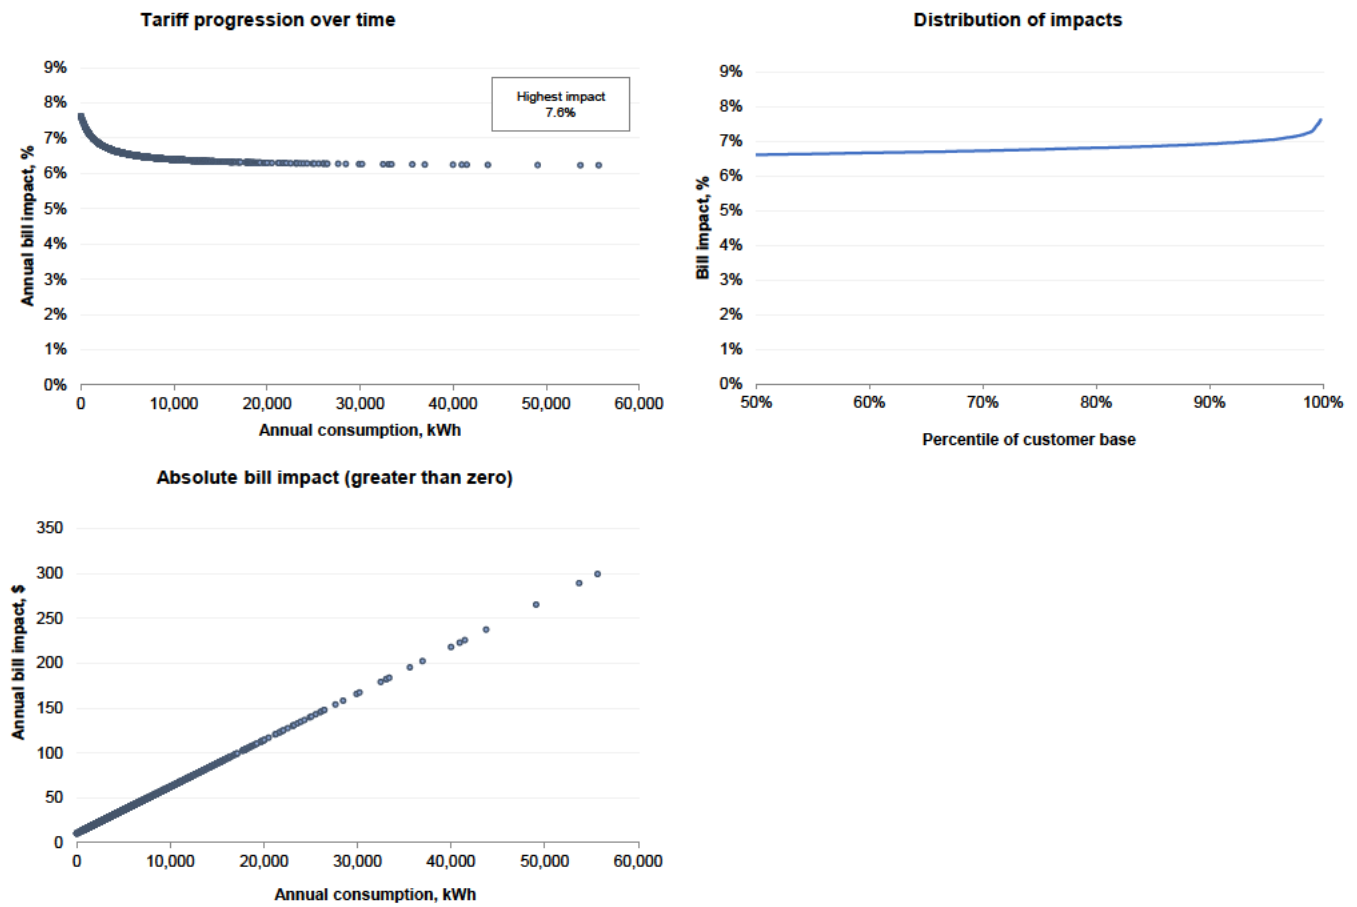 Tariff progression over time
9%
8%
7%
6%
5%
4%
3%
2%
1%
0%
Annual bill impact, %
Highest impact
7.6%
0 10,000 20,000 30,000 40,000 50,000 60,000
Annual consumption, kWh
Distribution of impacts
9%
8%
7%
6%
5%
4%
3%
2%
1%
0%
Bill impact, %
50% 60% 70% 80% 90% 100%
Percentile of customer base
Absolute bill impact (greater than zero)
350
300
250
200
150
100
50
0
Annual bill impact, $
0 10,000 20,000 30,000 40,000 50,000 60,000
Annual consumption, kWh